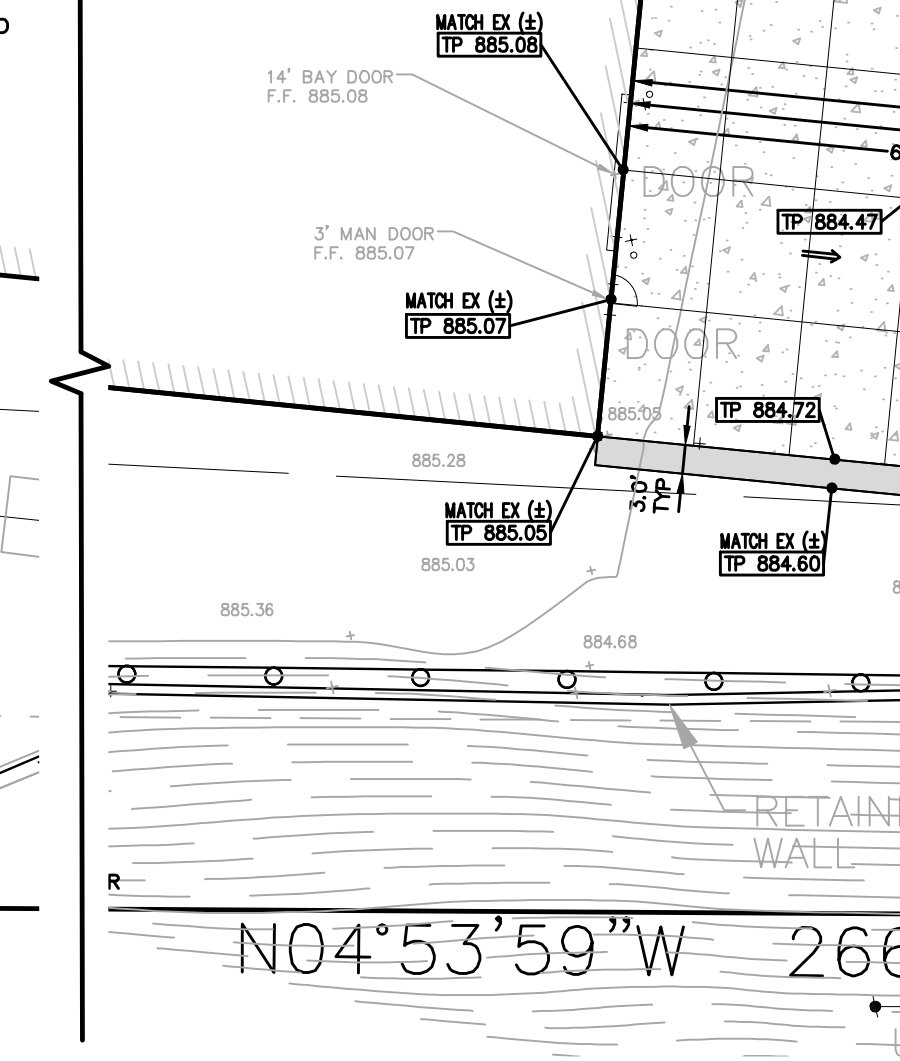 MATCH EX (±)
TP 885.08
14' BAY DOOR
F.F. 885.08
DOOR
TP 884.47
3' MAN DOOR
F.F. 885.07
MATCH EX (±)
TP 885.07
DOOR
885.05
TP 884.72
885.28
3.0'
TYP
MATCH EX (±)
TP 885.05
MATCH EX (±)
TP 884.60
885.03
885.36
884.68
WALL
R
N04°53'59"W 266